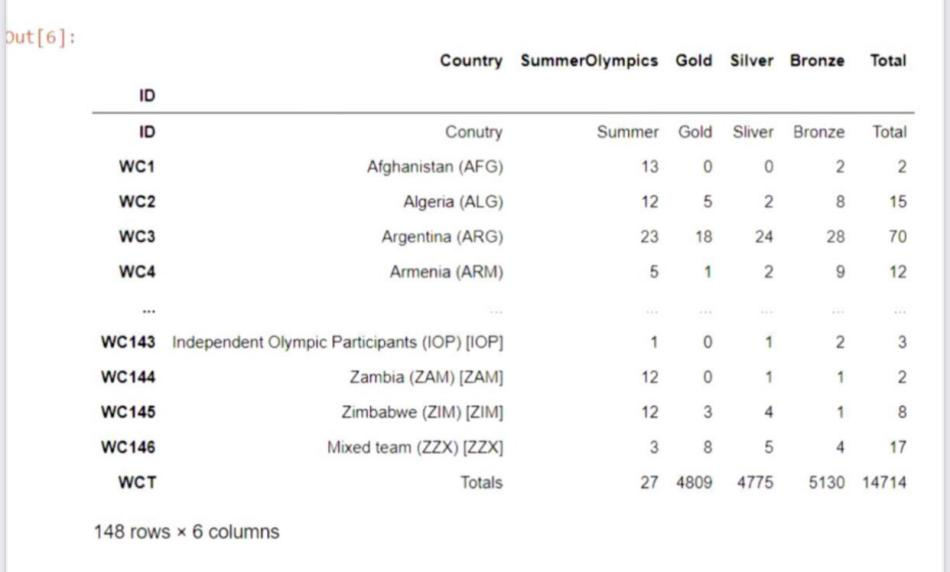 Out[6]:
Country SummerOlympics Gold Silver Bronze Total
ID
ID Conutry Summer Gold Sliver Bronze Total
WC1 Afghanistan (AFG) 13 0 0 2 2
WC2 Algeria (ALG) 12 5 2 8 15
WC3 Argentina (ARG) 23 18 24 28 70
WC4 Armenia (ARM) 5 1 2 9 12
... ... ... ... ... ... ...
WC143 Independent Olympic Participants (IOP) [IOP] 1 0 1 2 3
WC144 Zambia (ZAM) [ZAM] 12 0 1 1 2
WC145 Zimbabwe (ZIM) [ZIM] 12 3 4 1 8
WC146 Mixed team (ZZX) [ZZX] 3 8 5 4 17
WCT Totals 27 4809 4775 5130 14714
148 rows × 6 columns